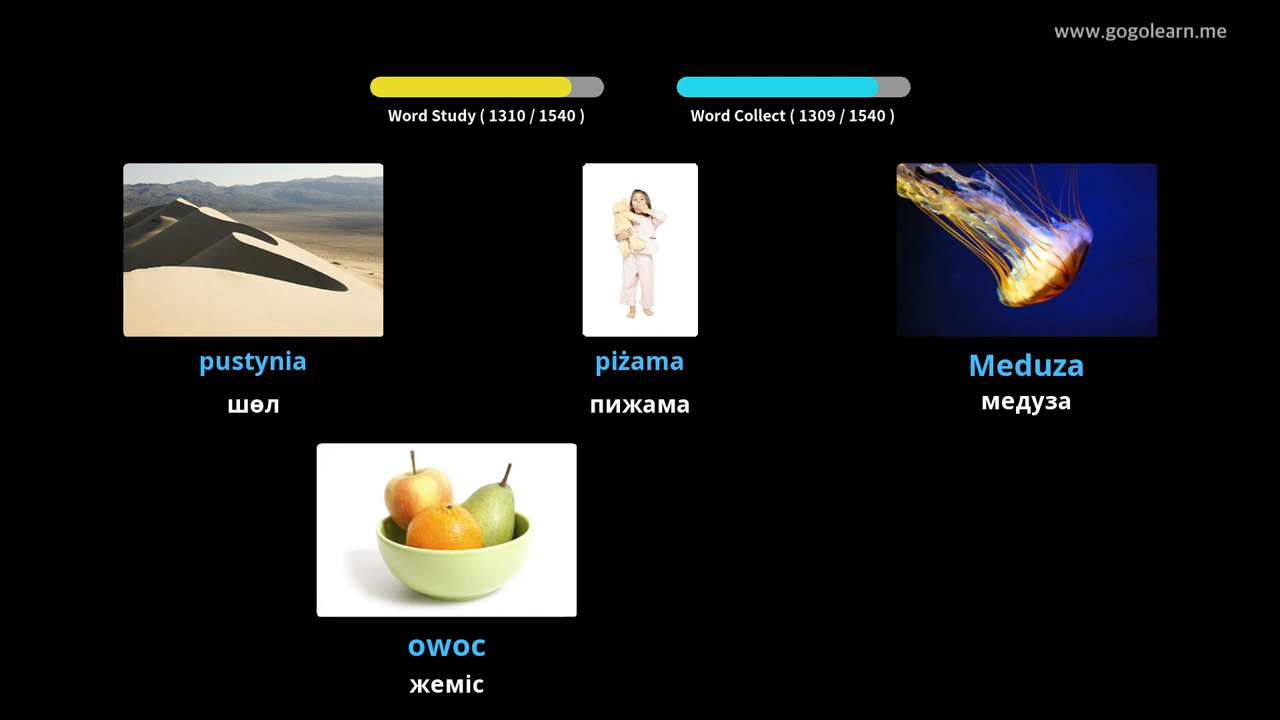 www.gogolearn.me
Word Study ( 1310 / 1540 )
Word Collect ( 1309 / 1540 )
pustynia
шөл
piżama
пижама
Meduza
медуза
owoc
жеміс